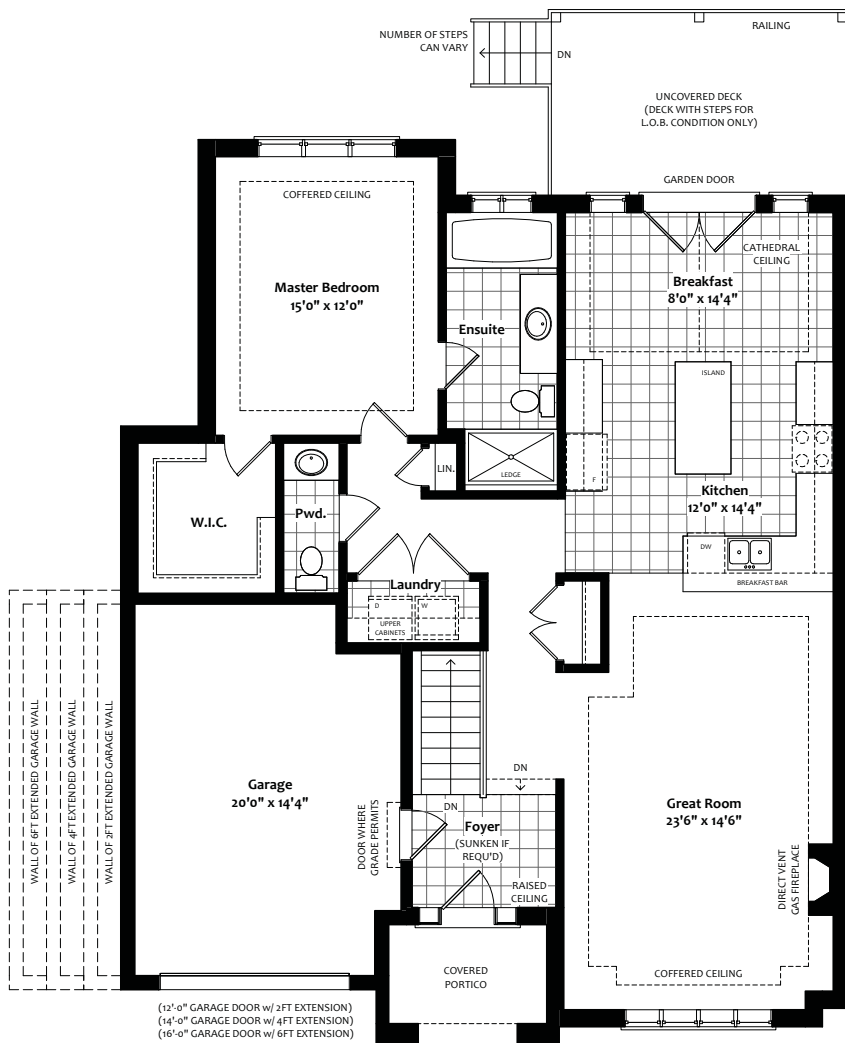 RAILING
NUMBER OF STEPS
CAN VARY
DN
UNCOVERED DECK
(DECK WITH STEPS FOR
L.O.B. CONDITION ONLY)
GARDEN DOOR
COFFERED CEILING
CATHEDRAL
CEILING
Master Bedroom
15'0" x 12'0"
Breakfast
8'0" x 14'4"
Ensuite
ISLAND
LIN.
LEDGE
F
Kitchen
12'0" x 14'4"
W.I.C.
Pwd.
DW
BREAKFAST BAR
Laundry
D
W
UPPER
CABINETS
WALL OF 6FT EXTENDED GARAGE WALL
WALL OF 4FT EXTENDED GARAGE WALL
WALL OF 2FT EXTENDED GARAGE WALL
Garage
20'0" x 14'4"
DN
DN
DOOR WHERE
GRADE PERMITS
Foyer
(SUNKEN IF
REQU'D)
RAISED
CEILING
Great Room
23'6" x 14'6"
DIRECT VENT
GAS FIREPLACE
COVERED
PORTICO
COFFERED CEILING
(12'-0" GARAGE DOOR w/ 2FT EXTENSION)
(14'-0" GARAGE DOOR w/ 4FT EXTENSION)
(16'-0" GARAGE DOOR w/ 6FT EXTENSION)